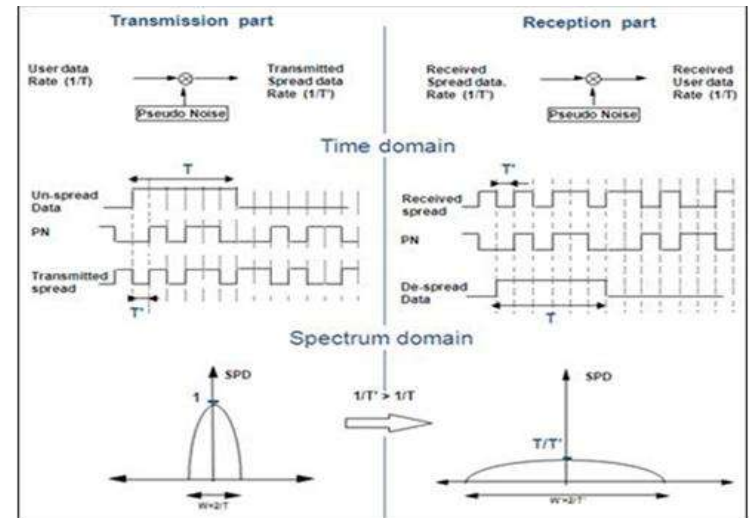 Transmission part
User data
Rate (1/T)
Transmitted
Spread data
Rate (1/T')
Pseudo Noise
Reception part
Received
Spread data,
Rate (1/T')
Received
User data
Rate (1/T)
Pseudo Noise
Time domain
T
Un-spread
Data
PN
Transmitted
spread
T'
T'
Received
spread
PN
De-spread
Data
T
Spectrum domain
SPD
1
W=2/T
1/T' > 1/T
SPD
T/T'
W'=2/T'